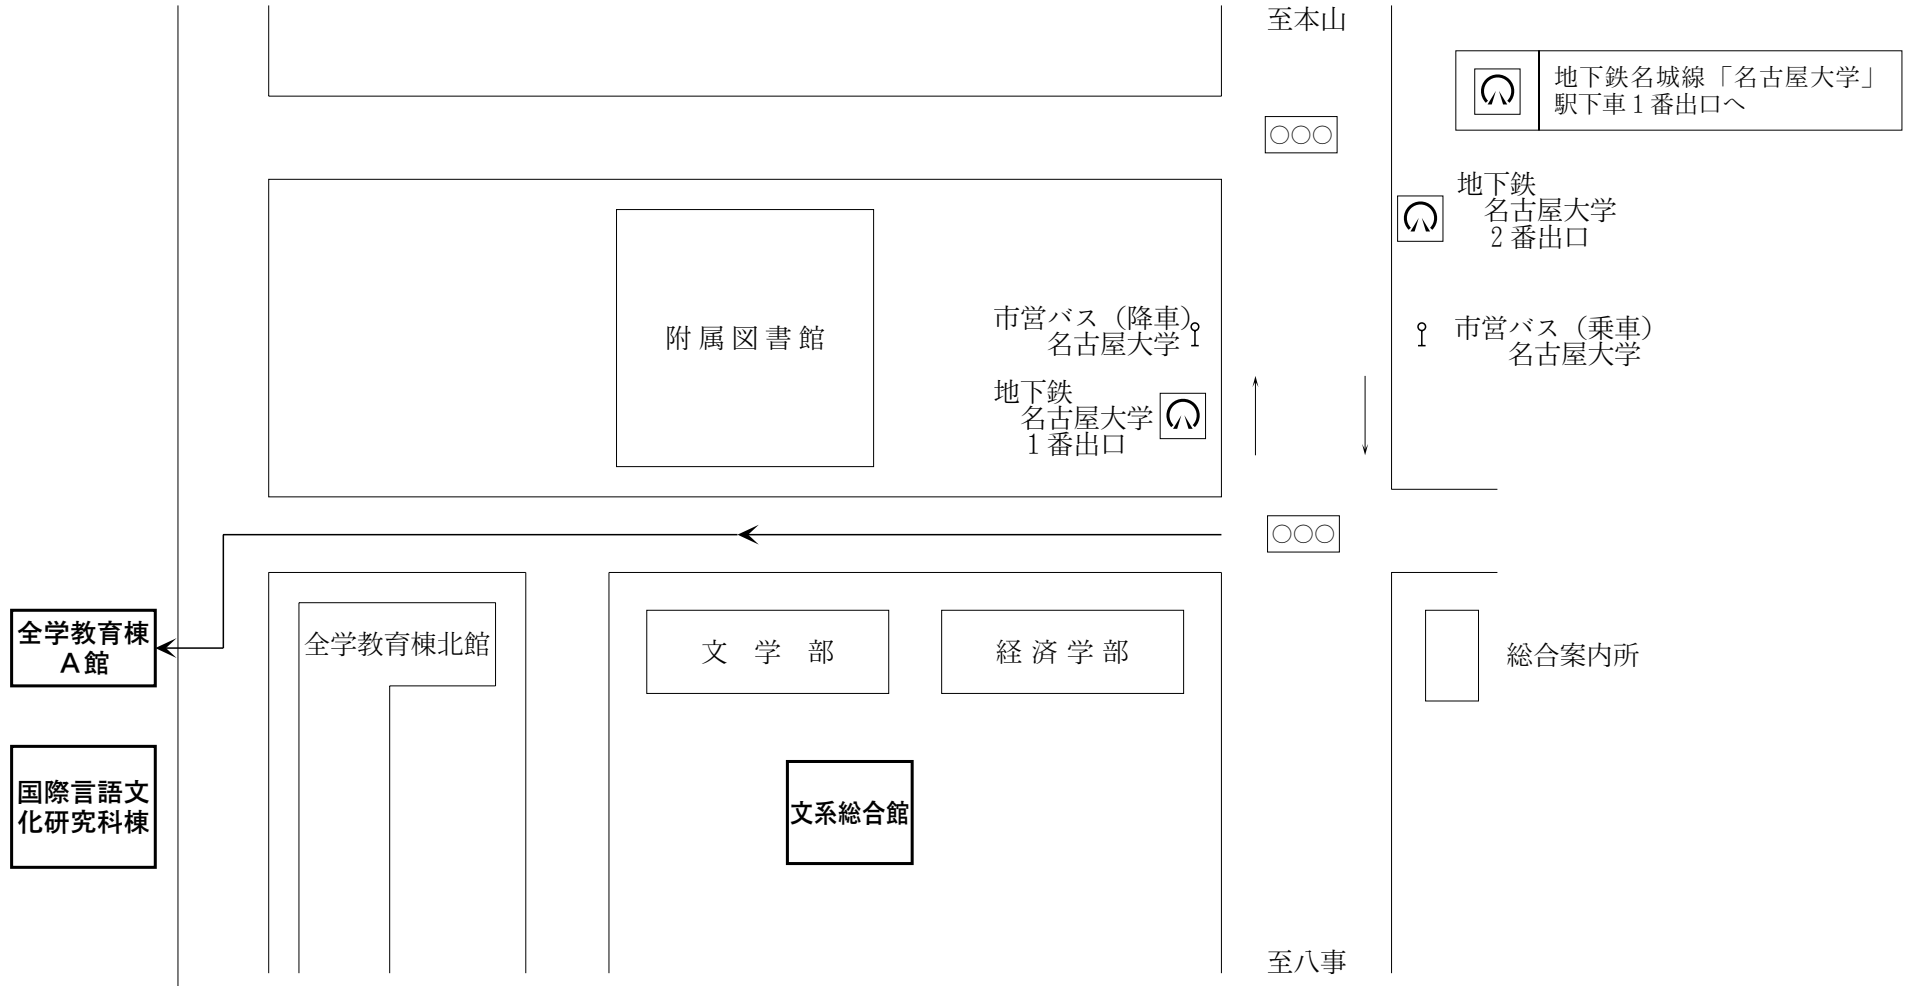 至本山
地下鉄名城線「名古屋大学」
駅下車１番出口へ
○○○
地下鉄
名古屋大学
２番出口
附属図書館
市営バス（降車）
名古屋大学
市営バス（乗車）
名古屋大学
地下鉄
名古屋大学
１番出口
○○○
全学教育棟
Ａ館
全学教育棟北館
文学部
経済学部
総合案内所
国際言語文
化研究科棟
文系総合館
至八事